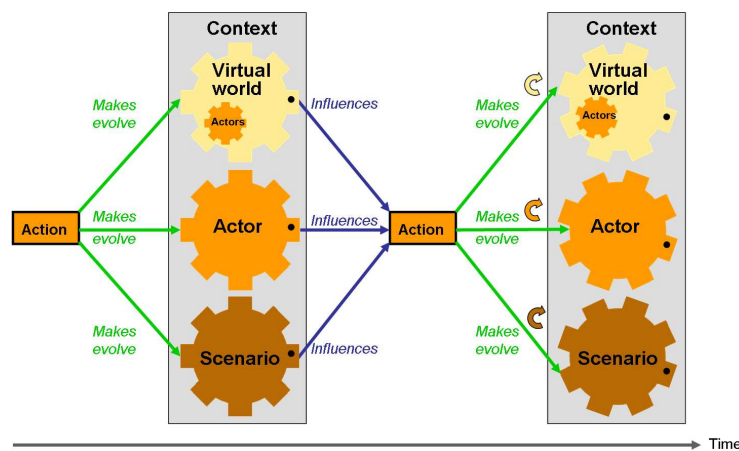 Context
Context
Virtual
world
Actors
Virtual
world
Actors
Makes
evolve
Influences
Makes
evolve
Action
Makes
evolve
Actor
Influences
Action
Makes
evolve
Actor
Makes
evolve
Scenario
Influences
Makes
evolve
Scenario
Time